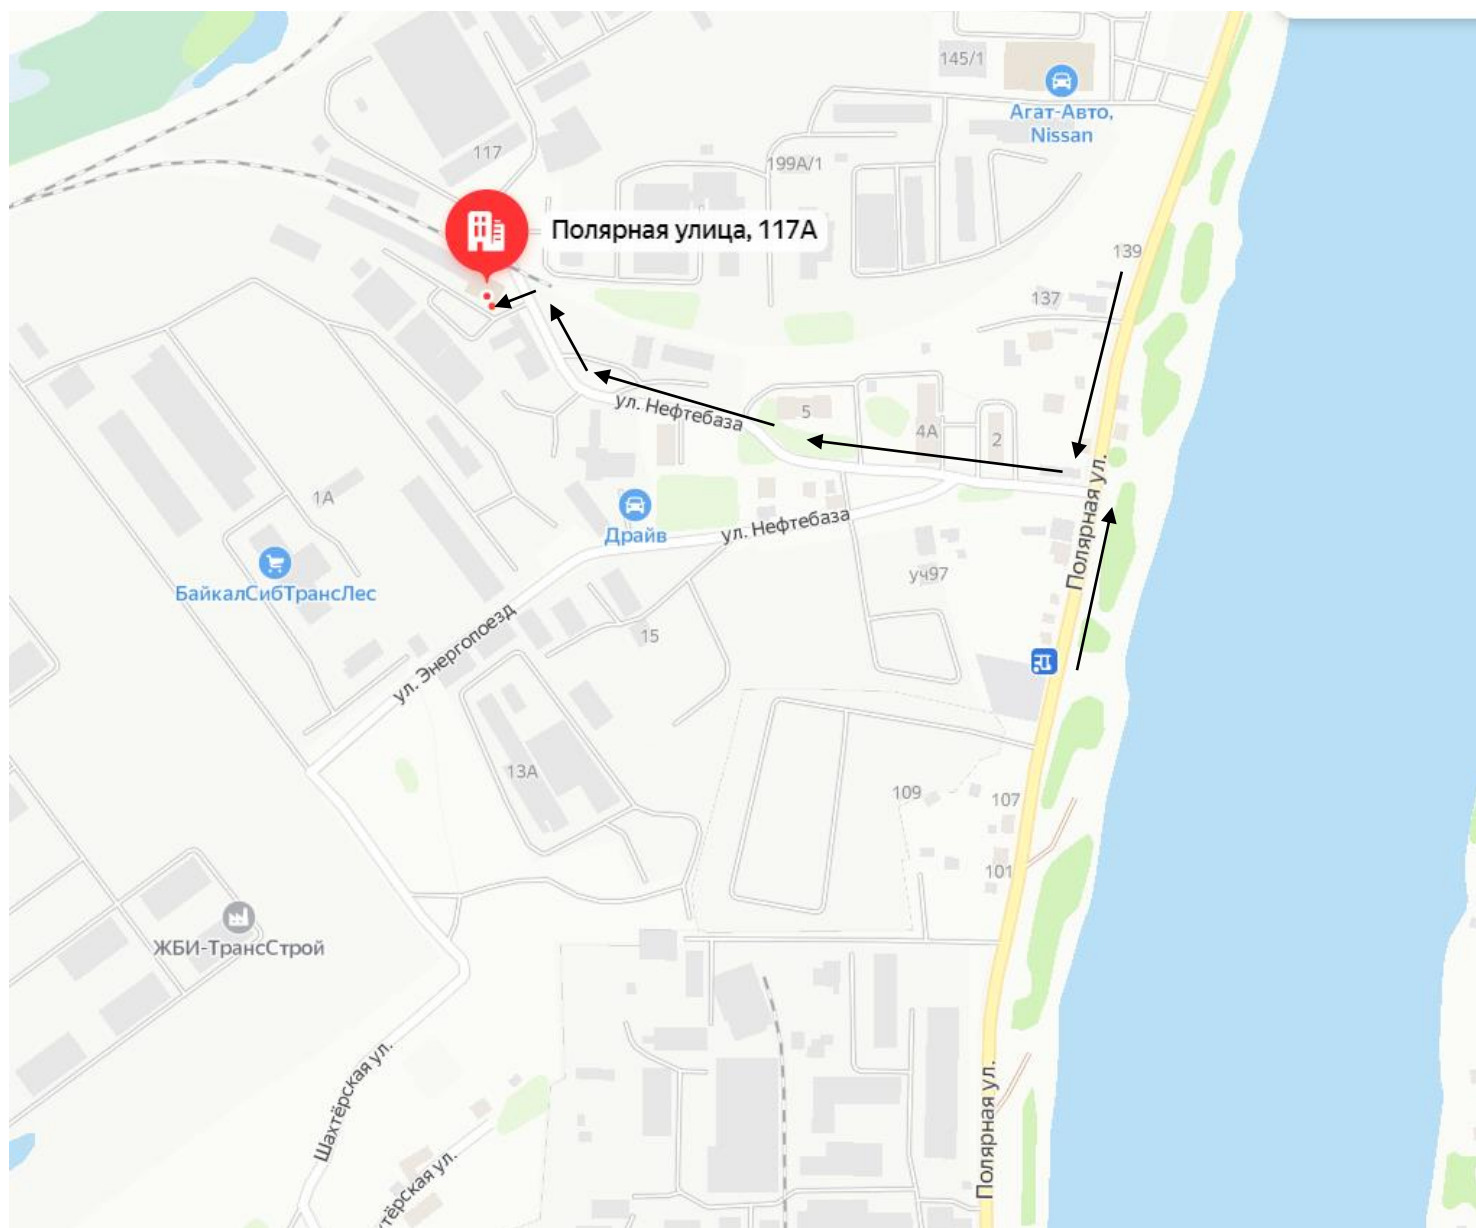 145/1
Агат-Авто,
Nissan
117
199А/1
Полярная улица, 117А
139
137
5
ул. Нефтебаза
4А
2
Полярная ул.
1А
Драйв
ул. Нефтебаза
БайкалСибТрансЛес
уч97
ул. Энергопоезд
15
13А
109
107
101
ЖБИ-ТрансСтрой
Шахтёрская ул.
Полярная ул.
тёрская ул.